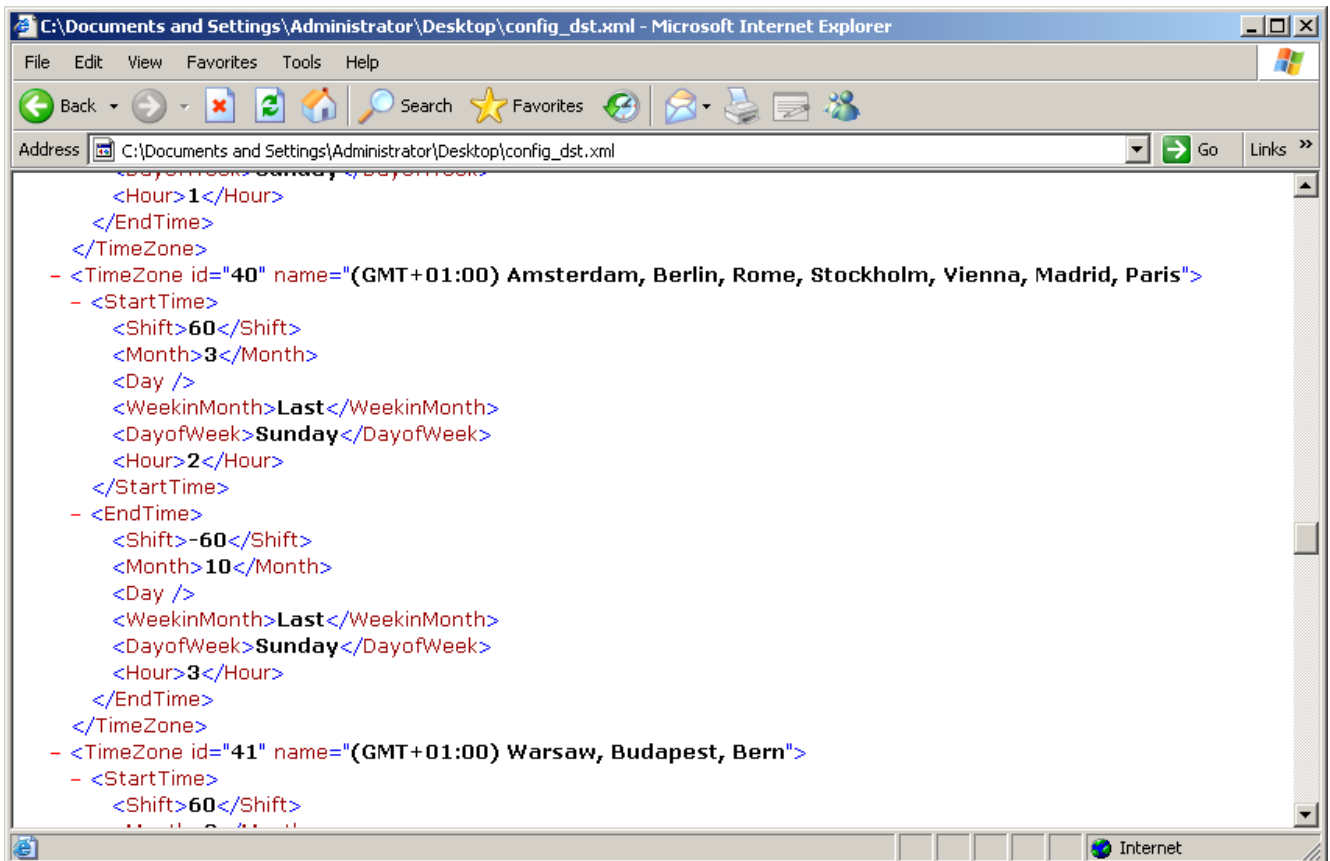 C:\Documents and Settings\Administrator\Desktop\config_dst.xml - Microsoft Internet Explorer
File Edit View Favorites Tools Help
Back Search Favorites
Address C:\Documents and Settings\Administrator\Desktop\config_dst.xml Go Links »
<Hour>1</Hour>
</EndTime>
</TimeZone>
- <TimeZone id="40" name="(GMT+01:00) Amsterdam, Berlin, Rome, Stockholm, Vienna, Madrid, Paris">
- <StartTime>
<Shift>60</Shift>
<Month>3</Month>
<Day />
<WeekinMonth>Last</WeekinMonth>
<DayofWeek>Sunday</DayofWeek>
<Hour>2</Hour>
</StartTime>
- <EndTime>
<Shift>-60</Shift>
<Month>10</Month>
<Day />
<WeekinMonth>Last</WeekinMonth>
<DayofWeek>Sunday</DayofWeek>
<Hour>3</Hour>
</EndTime>
</TimeZone>
- <TimeZone id="41" name="(GMT+01:00) Warsaw, Budapest, Bern">
- <StartTime>
<Shift>60</Shift>
Internet